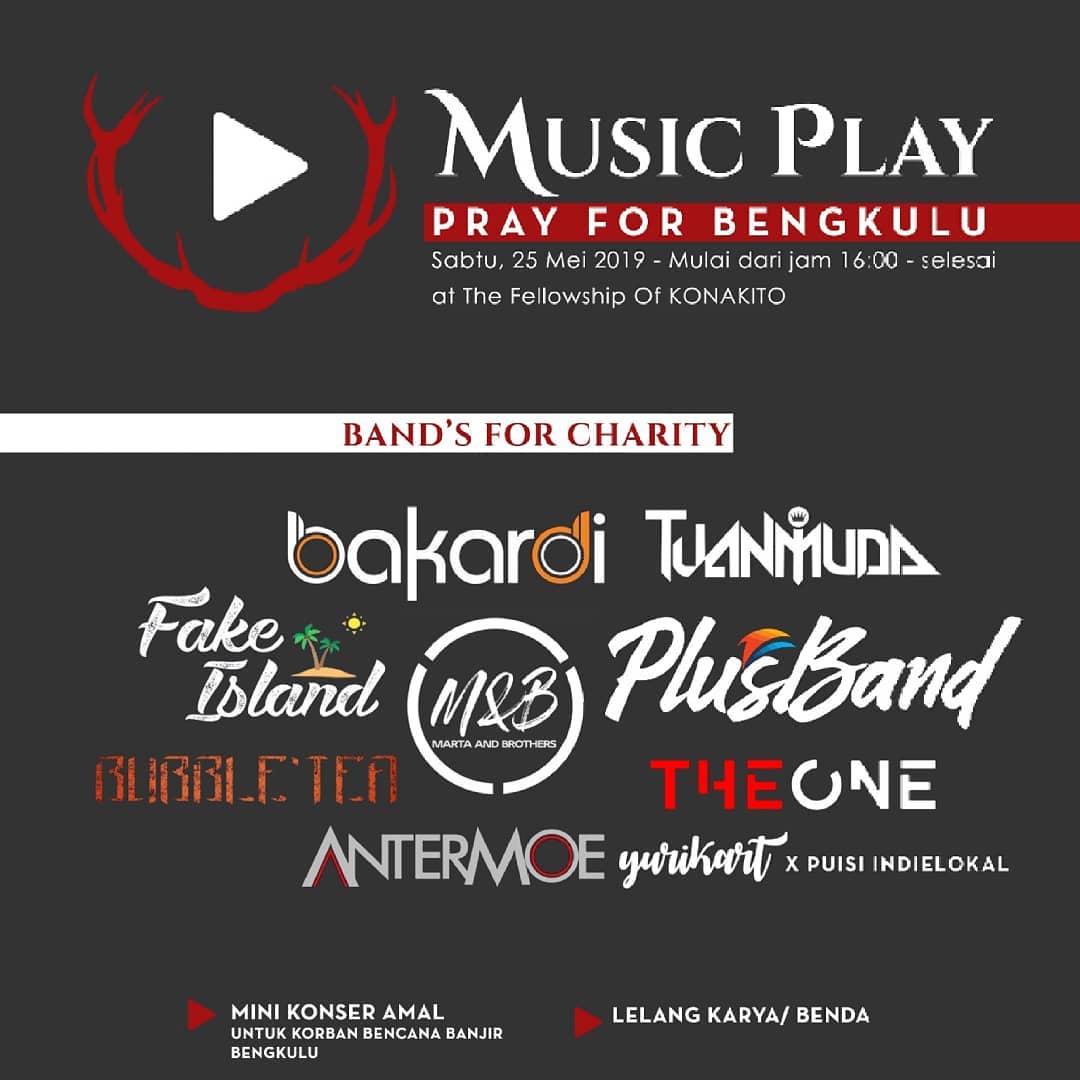 MUSIC PLAY
PRAY FOR BENGKULU
Sabtu, 25 Mei 2019 - Mulai dari jam 16:00 - selesai
at The Fellowship Of KONAKITO
BAND'S FOR CHARITY
bakardi TUANMUDA
Fake
Island
M&B
MARTA AND BROTHERS
PlusBand
BUBBLE'TEA
THEONE
ANTERMOE yurikart X PUISI INDIELOKAL
MINI KONSER AMAL
UNTUK KORBAN BENCANA BANJIR
BENGKULU
LELANG KARYA/ BENDA